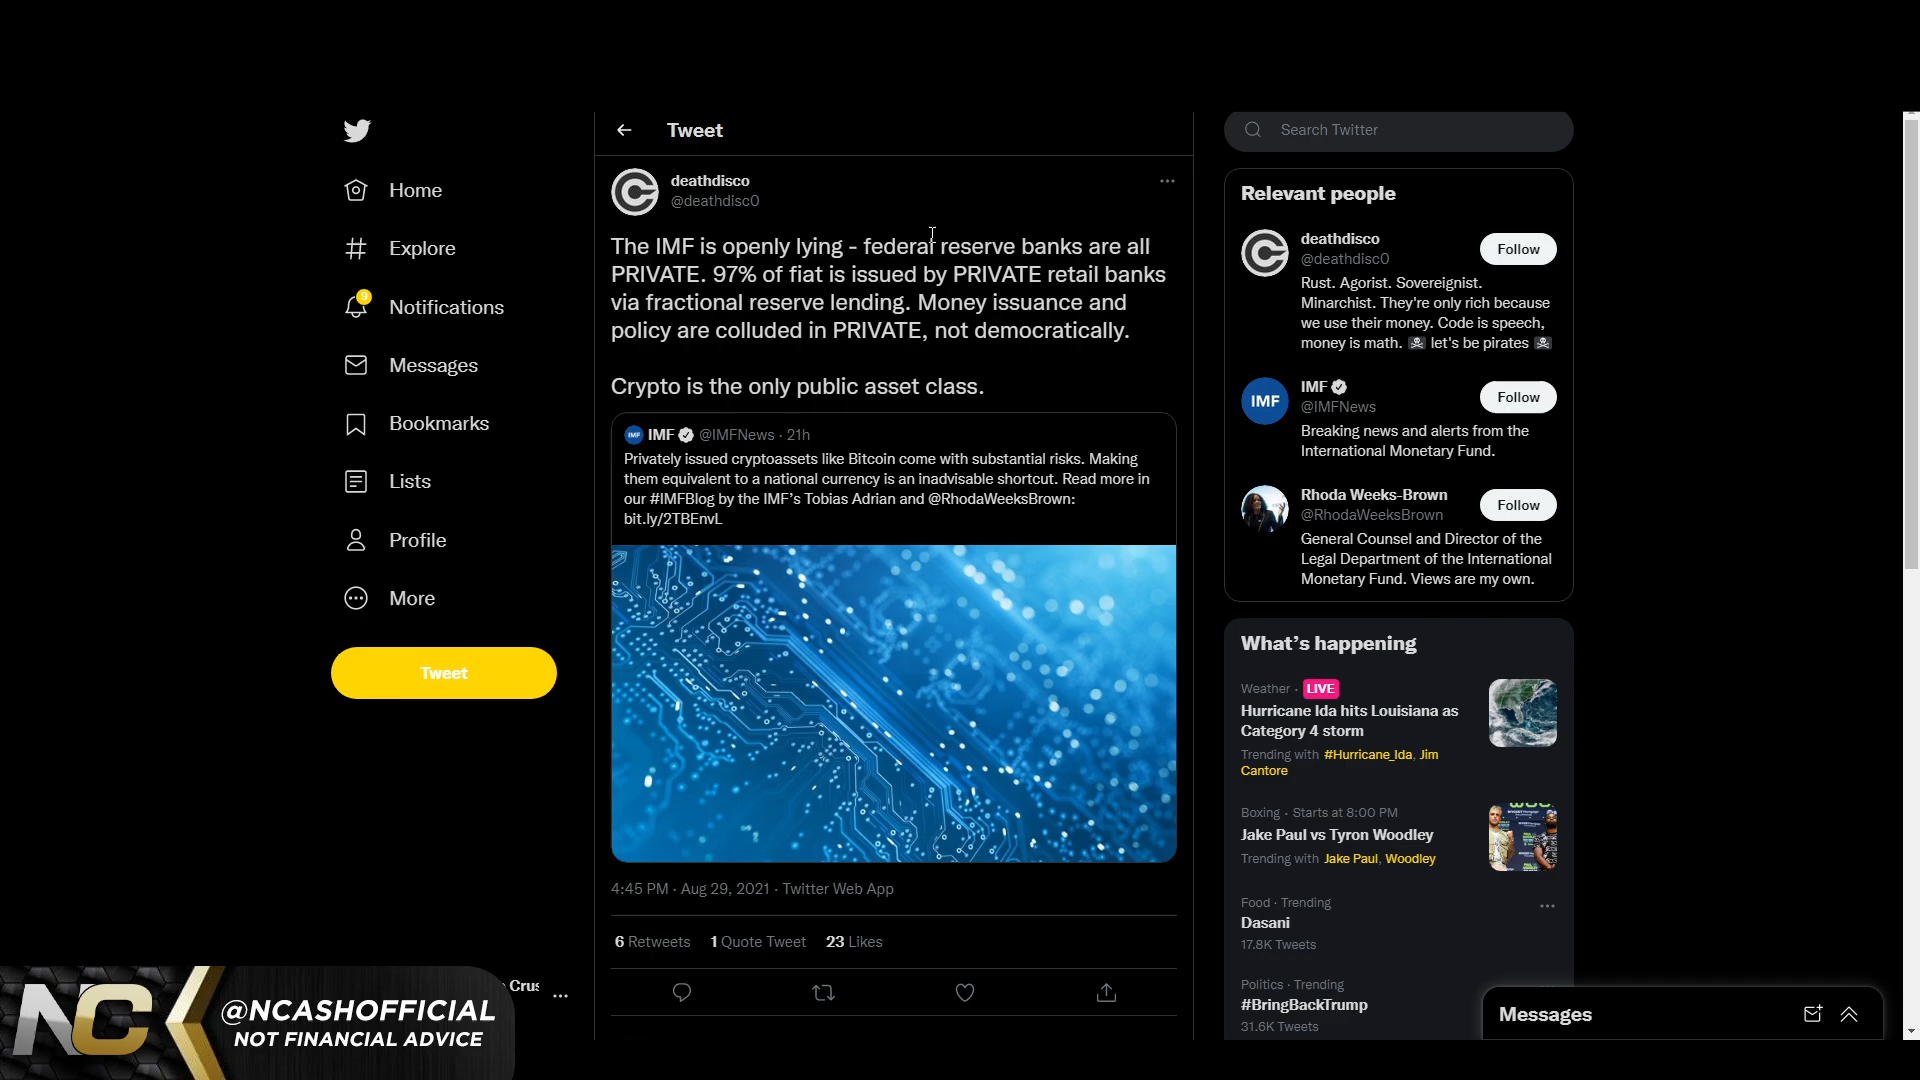 Home
Explore
9
Notifications
Messages
Bookmarks
Lists
Profile
More
Tweet
Crus
Tweet
deathdisco
@deathdisc0
The IMF is openly lying - federal reserve banks are all
PRIVATE. 97% of fiat is issued by PRIVATE retail banks
via fractional reserve lending. Money issuance and
policy are colluded in PRIVATE, not democratically.
Crypto is the only public asset class.
IMF
IMF @IMFNews · 21h
Privately issued cryptoassets like Bitcoin come with substantial risks. Making
them equivalent to a national currency is an inadvisable shortcut. Read more in
our #IMFBlog by the IMF's Tobias Adrian and @RhodaWeeksBrown:
bit.ly/2TBEnvL
4:45 PM · Aug 29, 2021 · Twitter Web App
6 Retweets 1 Quote Tweet 23 Likes
Search Twitter
Relevant people
deathdisco
@deathdisc0
Follow
Rust. Agorist. Sovereignist.
Minarchist. They're only rich because
we use their money. Code is speech,
money is math. ☠ let's be pirates ☠
IMF
IMF
@IMFNews
Follow
Breaking news and alerts from the
International Monetary Fund.
Rhoda Weeks-Brown
@RhodaWeeksBrown
Follow
General Counsel and Director of the
Legal Department of the International
Monetary Fund. Views are my own.
What's happening
Weather · LIVE
Hurricane Ida hits Louisiana as
Category 4 storm
Trending with #Hurricane_Ida, Jim
Cantore
Boxing · Starts at 8:00 PM
Jake Paul vs Tyron Woodley
Trending with Jake Paul, Woodley
Food · Trending
Dasani
17.8K Tweets
Politics · Trending
#BringBackTrump
31.6K Tweets
Messages
NC
@NCASHOFFICIAL
NOT FINANCIAL ADVICE